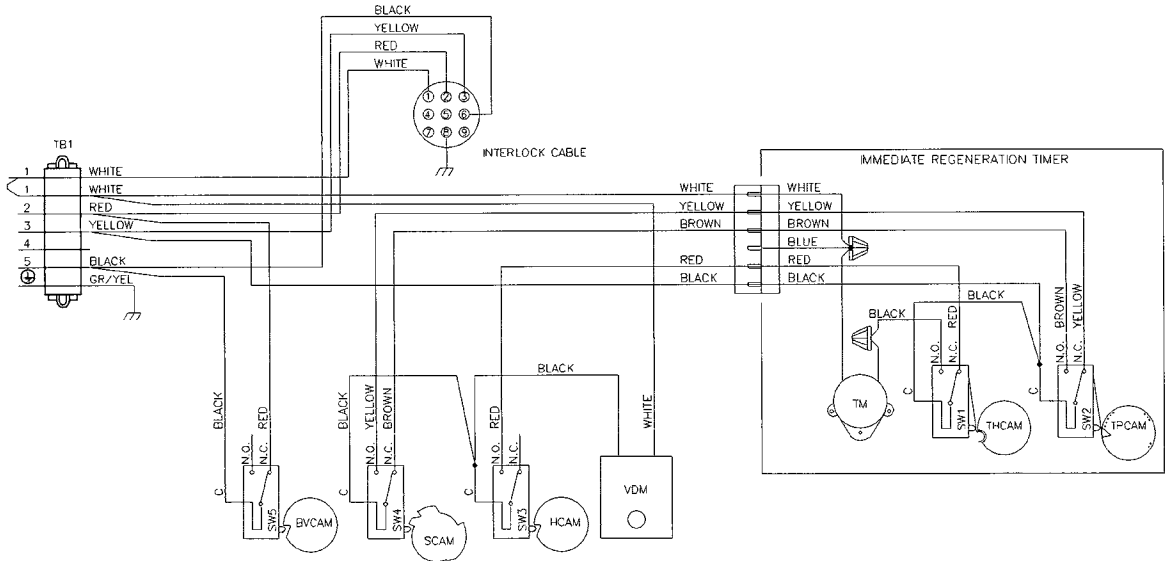 BLACK
YELLOW
RED
WHITE
1 2 3
4 5 6
7 8 9
INTERLOCK CABLE
TB1
1 WHITE
1 WHITE
2 RED
3 YELLOW
4
5 BLACK
GR/YEL
IMMEDIATE REGENERATION TIMER
WHITE WHITE
YELLOW YELLOW
BROWN BROWN
BLUE
RED RED
BLACK BLACK
BLACK
BLACK
N.O.
N.C. RED
C
SW1
TM
THCAM
N.O. BROWN
N.C. YELLOW
C
SW2
TPCAM
BLACK
C
N.O.
N.C. RED
SW5
BVCAM
BLACK
C
N.O. YELLOW
N.C. BROWN
SW4
SCAM
C
N.O. RED
N.C.
SW3
HCAM
BLACK
WHITE
VDM